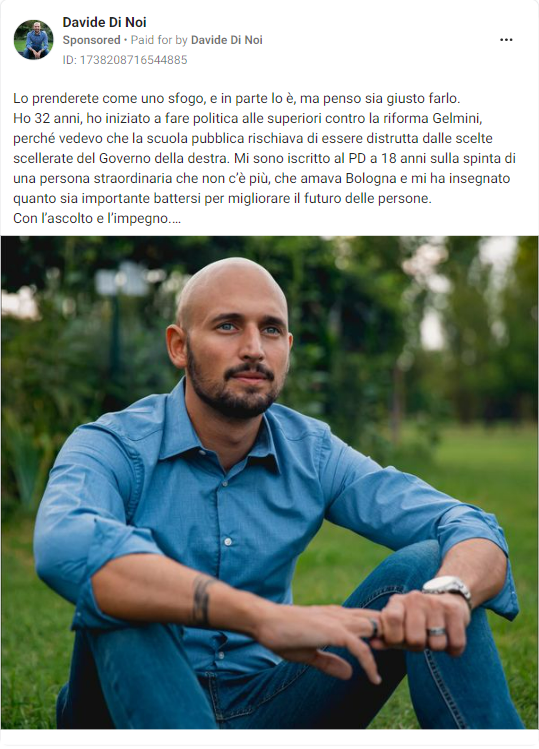 Davide Di Noi
Sponsored • Paid for by Davide Di Noi
ID: 1738208716544885
Lo prenderete come uno sfogo, e in parte lo è, ma penso sia giusto farlo.
Ho 32 anni, ho iniziato a fare politica alle superiori contro la riforma Gelmini,
perché vedevo che la scuola pubblica rischiava di essere distrutta dalle scelte
scellerate del Governo della destra. Mi sono iscritto al PD a 18 anni sulla spinta di
una persona straordinaria che non c’è più, che amava Bologna e mi ha insegnato
quanto sia importante battersi per migliorare il futuro delle persone.
Con l’ascolto e l’impegno.…